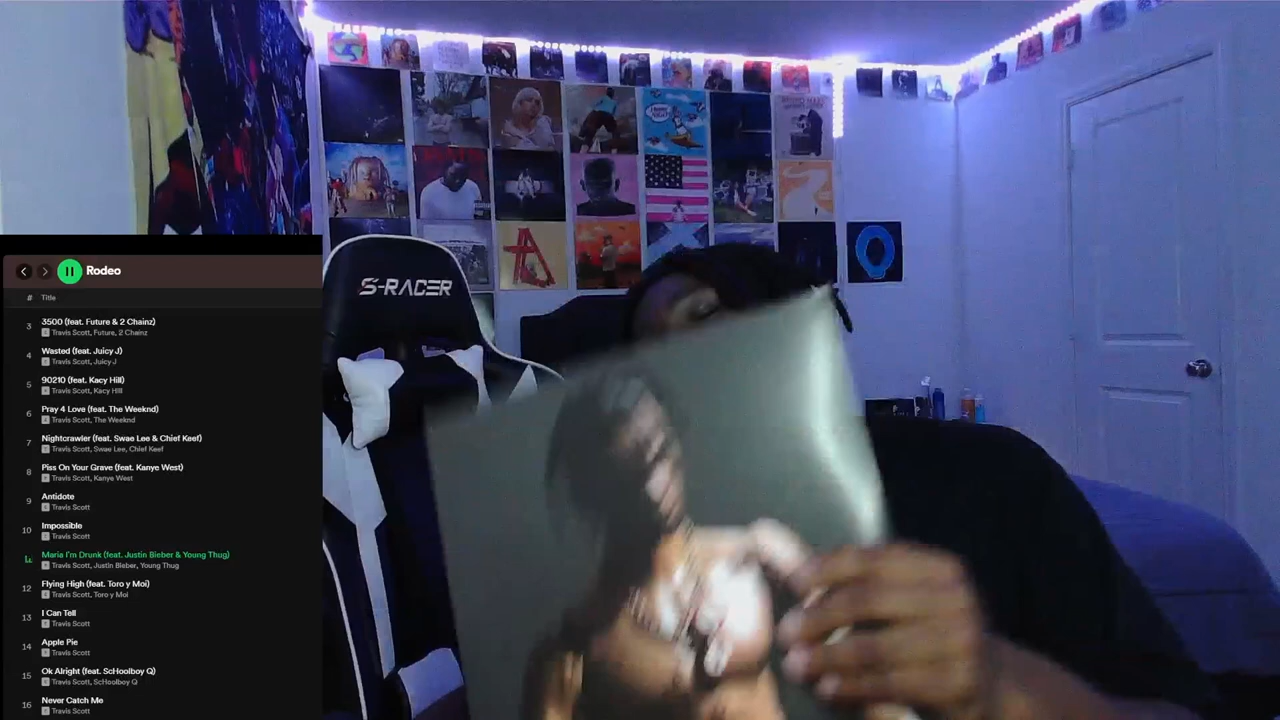 S-RACER
Rodeo
# Title
3 3500 (feat. Future & 2 Chainz)
E Travis Scott, Future, 2 Chainz
4 Wasted (feat. Juicy J)
E Travis Scott, Juicy J
5 90210 (feat. Kacy Hill)
E Travis Scott, Kacy Hill
6 Pray 4 Love (feat. The Weeknd)
E Travis Scott, The Weeknd
7 Nightcrawler (feat. Swae Lee & Chief Keef)
E Travis Scott, Swae Lee, Chief Keef
8 Piss On Your Grave (feat. Kanye West)
E Travis Scott, Kanye West
9 Antidote
E Travis Scott
10 Impossible
E Travis Scott
Maria I'm Drunk (feat. Justin Bieber & Young Thug)
E Travis Scott, Justin Bieber, Young Thug
12 Flying High (feat. Toro y Moi)
E Travis Scott, Toro y Moi
13 I Can Tell
E Travis Scott
14 Apple Pie
E Travis Scott
15 Ok Alright (feat. ScHoolboy Q)
E Travis Scott, ScHoolboy Q
16 Never Catch Me
E Travis Scott